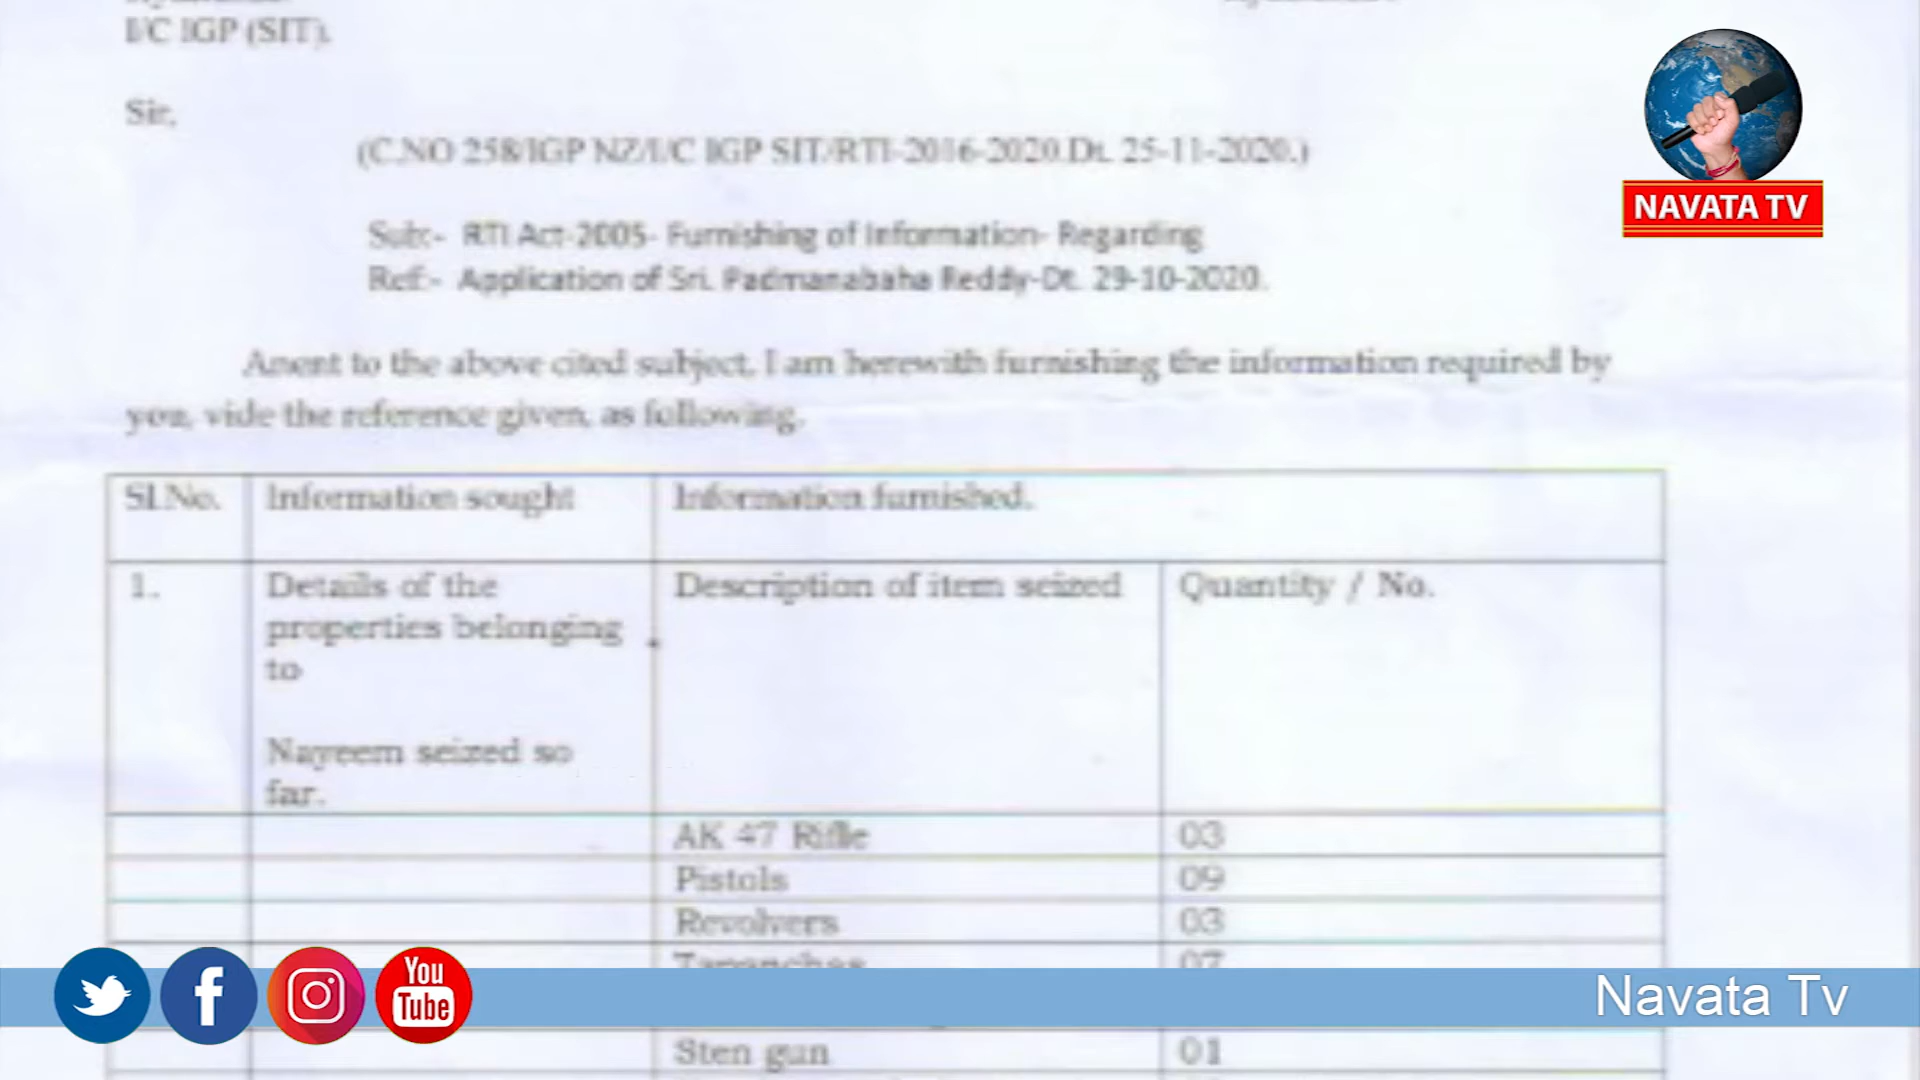 I/C IGP (SIT).
Sir,
(C.NO 258/IGP NZ/I/C IGP SIT/RTI-2016-2020.Dt. 25-11-2020.)
Sub:- RTI Act-2005- Furnishing of Information- Regarding
Ref:- Application of Sri. Padmanabaha Reddy-Dt. 29-10-2020.
Anent to the above cited subject, I am herewith furnishing the information required by
you, vide the reference given, as following.
Sl.No. Information sought Information furnished.
1. Details of the properties belonging to Nayeem seized so far. Description of item seized Quantity / No.
AK 47 Rifle 03
Pistols 09
Revolvers 03
Tapanchas 07
Sten gun 01
NAVATA TV
You
Tube
Navata Tv